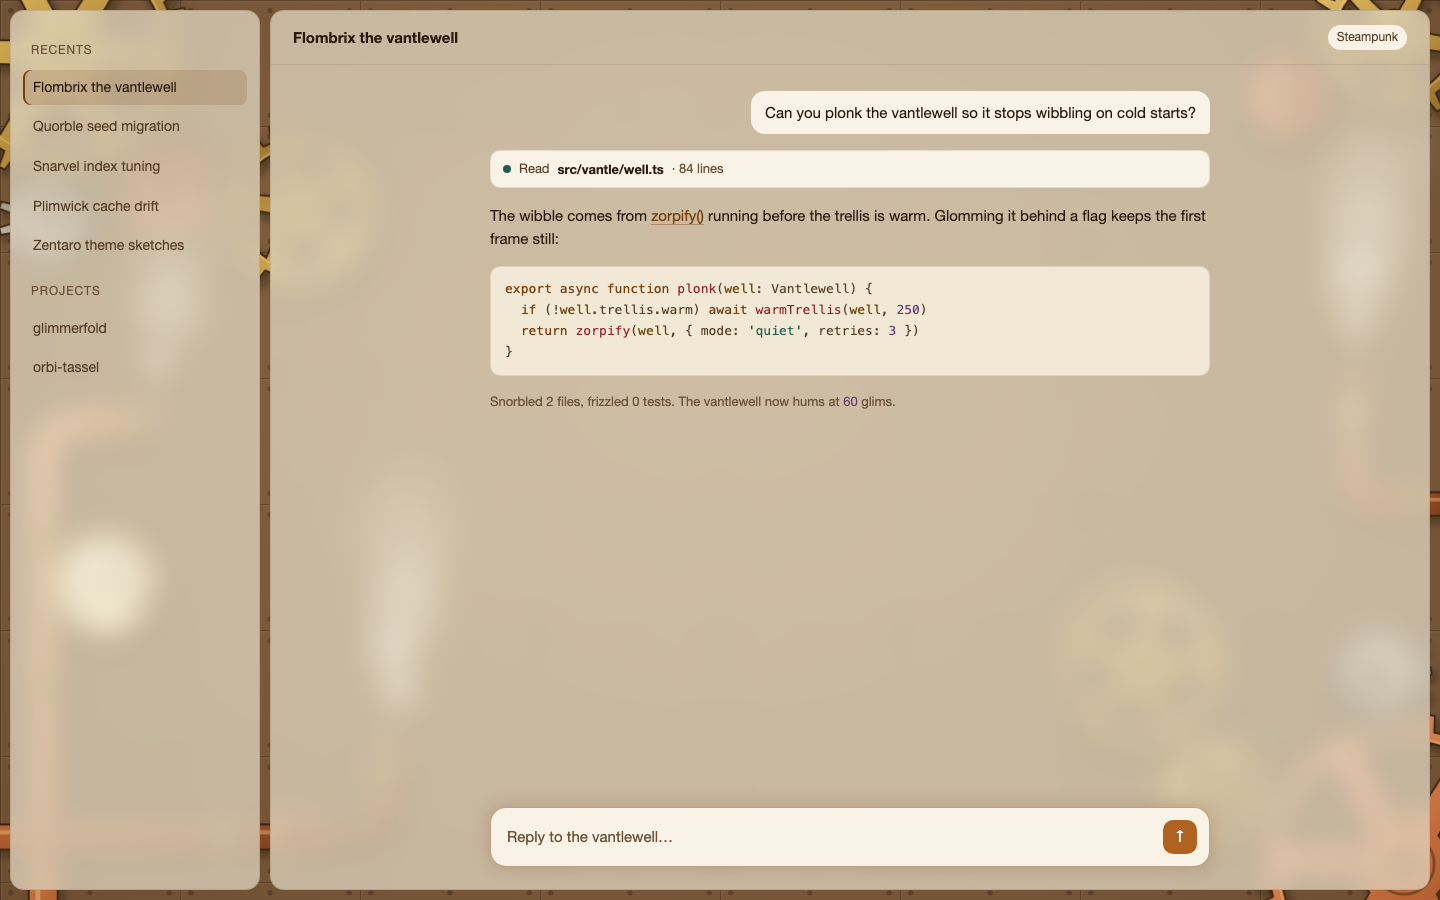 RECENTS
Flombrix the vantlewell
Quorble seed migration
Snarvel index tuning
Plimwick cache drift
Zentaro theme sketches
PROJECTS
glimmerfold
orbi-tassel
Flombrix the vantlewell
Steampunk
Can you plonk the vantlewell so it stops wibbling on cold starts?
Read src/vantle/well.ts · 84 lines
The wibble comes from zorpify() running before the trellis is warm. Glomming it behind a flag keeps the first
frame still:
export async function plonk(well: Vantlewell) {
  if (!well.trellis.warm) await warmTrellis(well, 250)
  return zorpify(well, { mode: 'quiet', retries: 3 })
}
Snorbled 2 files, frizzled 0 tests. The vantlewell now hums at 60 glims.
Reply to the vantlewell…